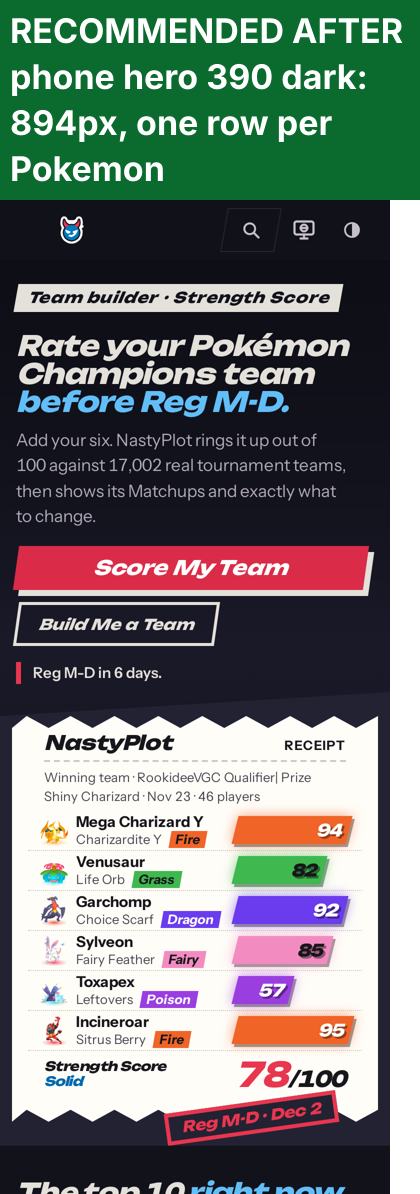 RECOMMENDED AFTER
phone hero 390 dark:
894px, one row per
Pokemon
Team builder · Strength Score
Rate your Pokémon
Champions team
before Reg M-D.
Add your six. NastyPlot rings it up out of
100 against 17,002 real tournament teams,
then shows its Matchups and exactly what
to change.
Score My Team
Build Me a Team
Reg M-D in 6 days.
NastyPlot RECEIPT
Winning team · RookideeVGC Qualifier| Prize
Shiny Charizard · Nov 23 · 46 players
Mega Charizard Y
Charizardite Y Fire 94
Venusaur
Life Orb Grass 82
Garchomp
Choice Scarf Dragon 92
Sylveon
Fairy Feather Fairy 85
Toxapex
Leftovers Poison 57
Incineroar
Sitrus Berry Fire 95
Strength Score
Solid
78/100
Reg M-D · Dec 2
The top 10 right now